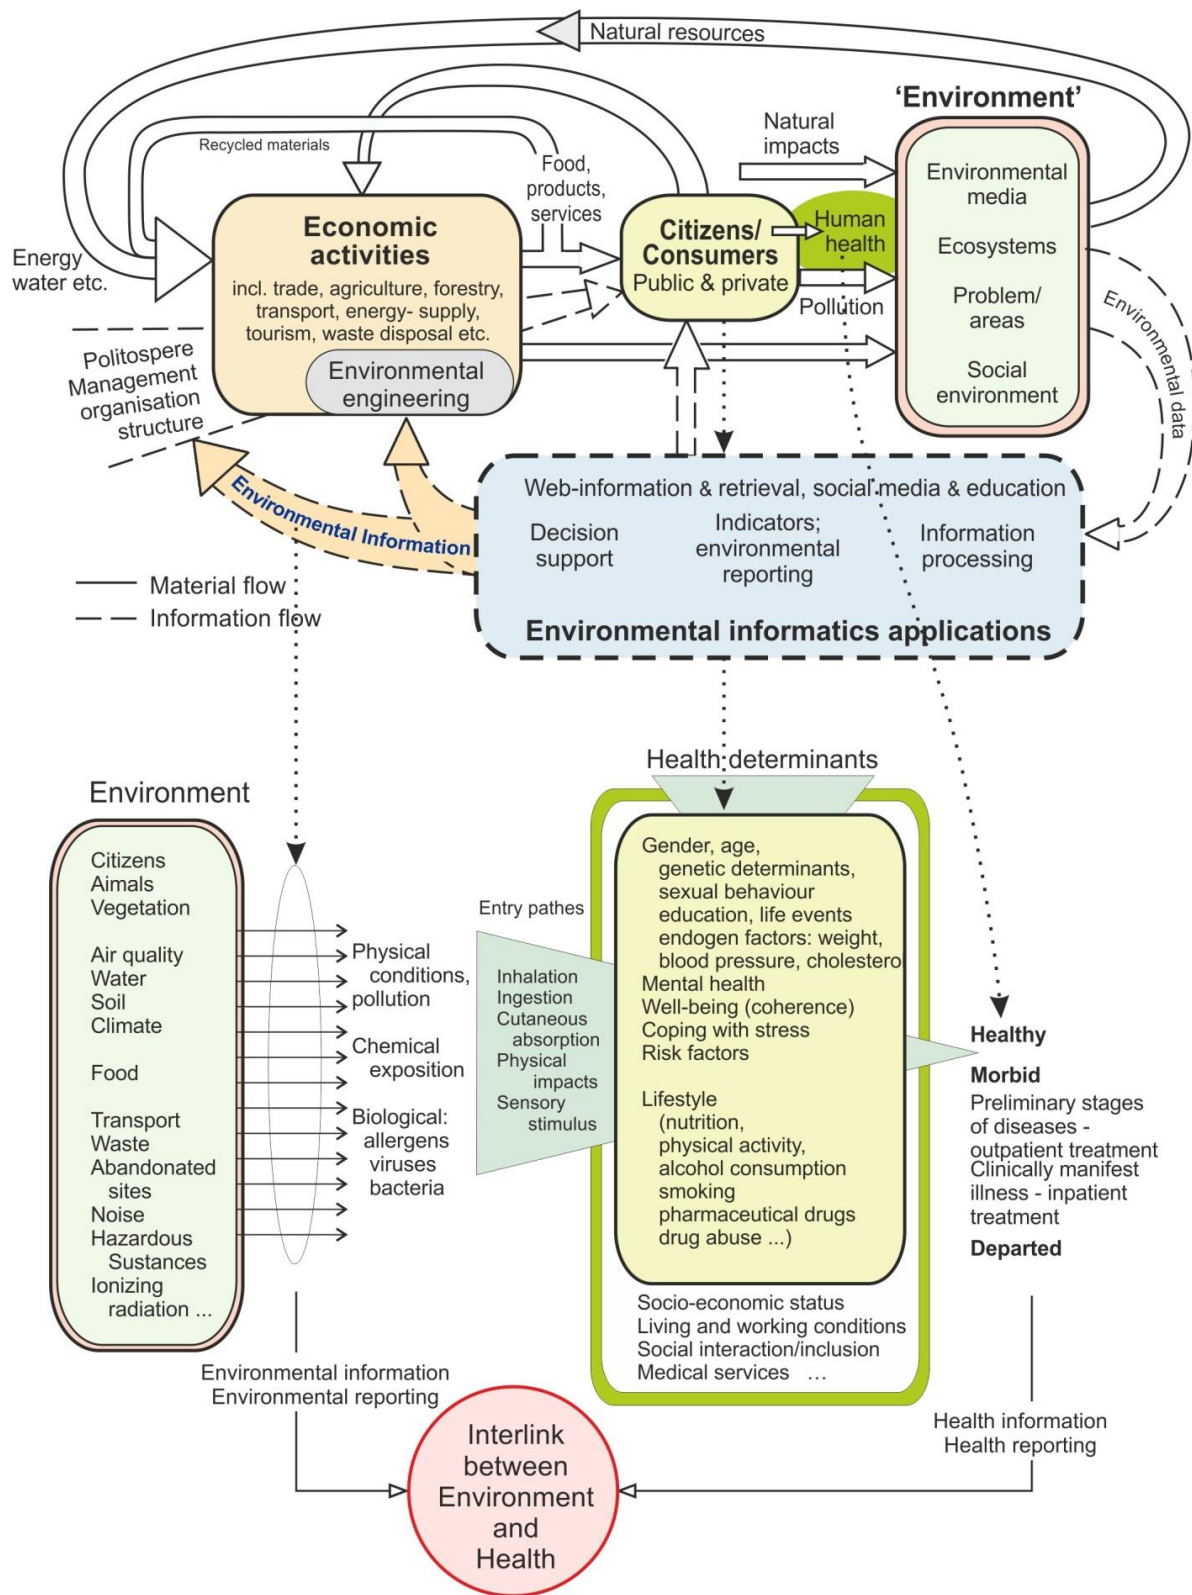 Natural resources
'Environment'
Natural
impacts
Recycled materials
Food,
products,
services
Environmental
media
Ecosystems
Problem/
areas
Social
environment
Economic
activities
incl. trade, agriculture, forestry,
transport, energy- supply,
tourism, waste disposal etc.
Environmental
engineering
Citizens/
Consumers
Public & private
Human
health
Pollution
Energy
water etc.
Politospere
Management
organisation
structure
Environmental data
Environmental Information
Web-information & retrieval, social media & education
Decision
support
Indicators;
environmental
reporting
Information
processing
Environmental informatics applications
Material flow
Information flow
Health determinants
Environment
Citizens
Aimals
Vegetation
Air quality
Water
Soil
Climate
Food
Transport
Waste
Abandonated
sites
Noise
Hazardous
Sustances
Ionizing
radiation ...
Physical
conditions,
pollution
Chemical
exposition
Biological:
allergens
viruses
bacteria
Entry pathes
Inhalation
Ingestion
Cutaneous
absorption
Physical
impacts
Sensory
stimulus
Gender, age,
genetic determinants,
sexual behaviour
education, life events
endogen factors: weight,
blood pressure, cholestero
Mental health
Well-being (coherence)
Coping with stress
Risk factors
Lifestyle
(nutrition,
physical activity,
alcohol consumption
smoking
pharmaceutical drugs
drug abuse ...)
Socio-economic status
Living and working conditions
Social interaction/inclusion
Medical services ...
Healthy
Morbid
Preliminary stages
of diseases -
outpatient treatment
Clinically manifest
illness - inpatient
treatment
Departed
Environmental information
Environmental reporting
Health information
Health reporting
Interlink
between
Environment
and
Health